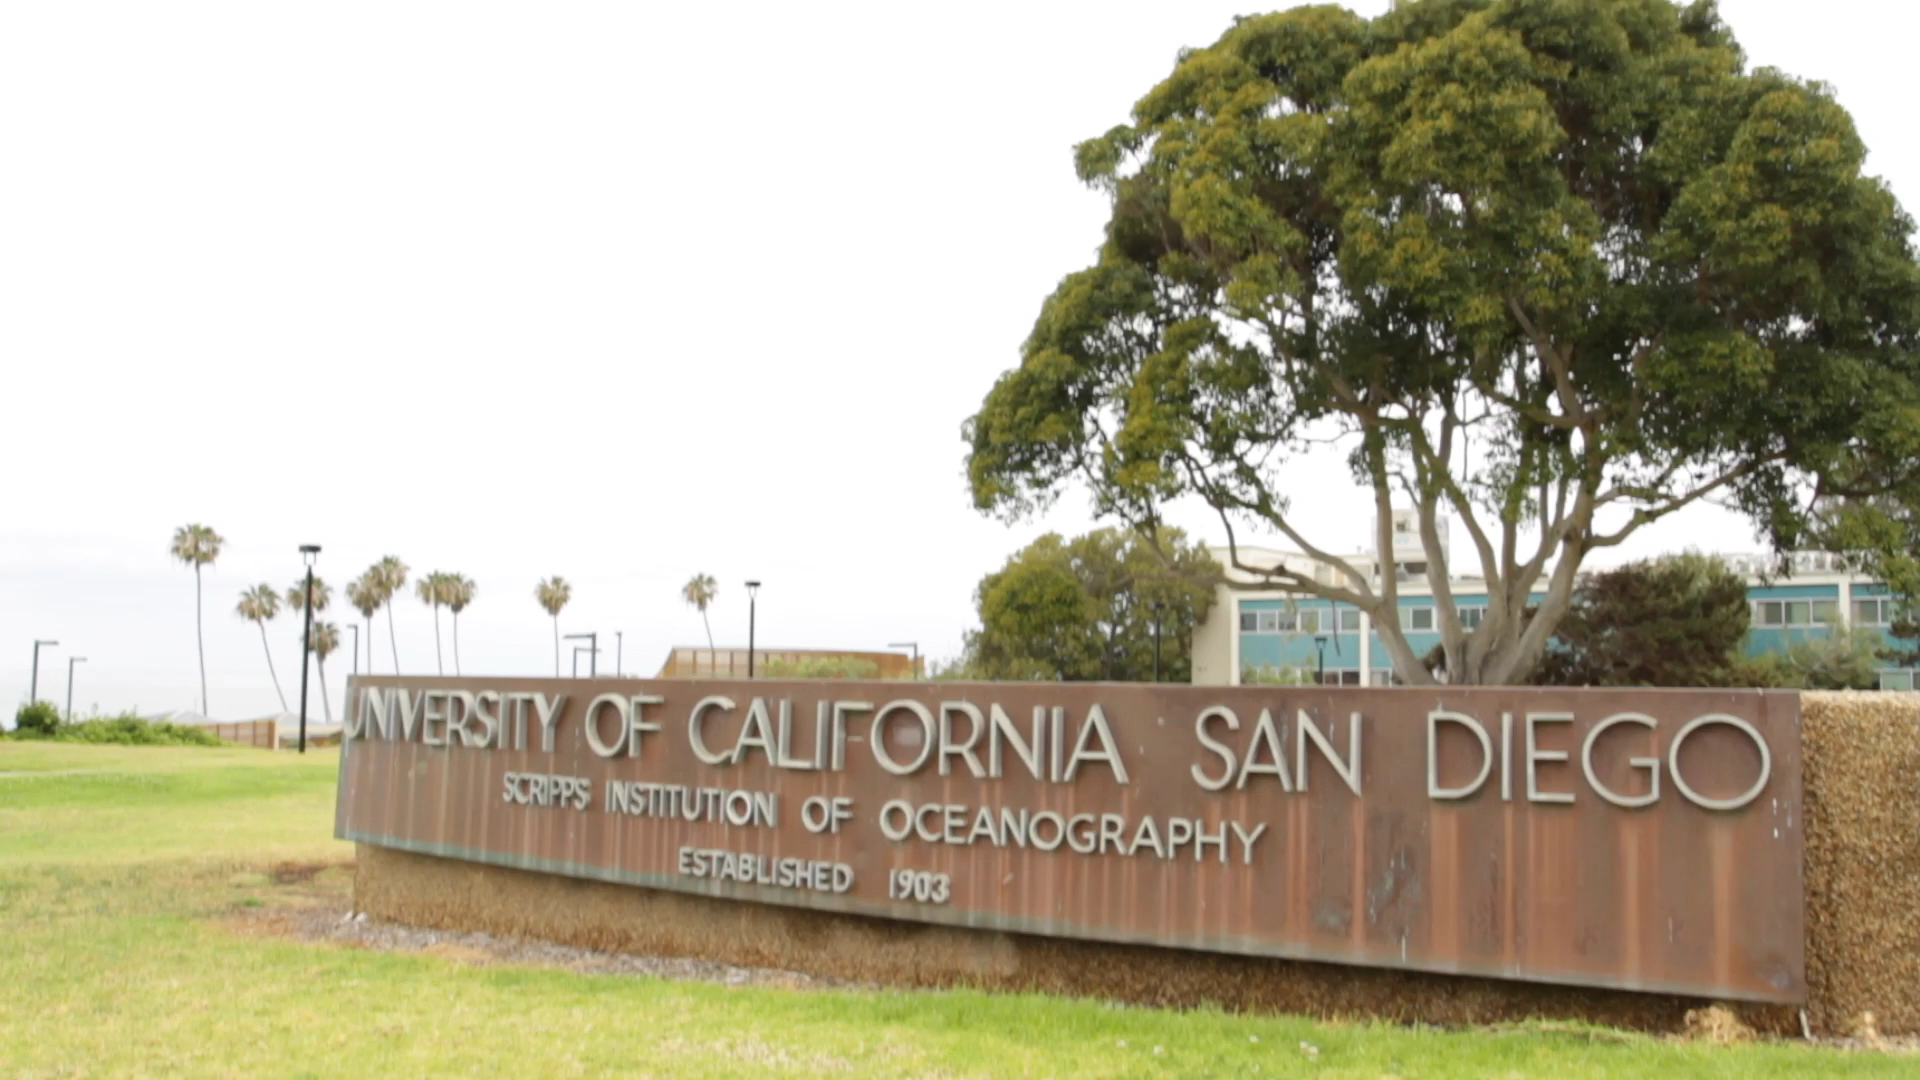 UNIVERSITY OF CALIFORNIA SAN DIEGO
SCRIPPS INSTITUTION OF OCEANOGRAPHY
ESTABLISHED 1903